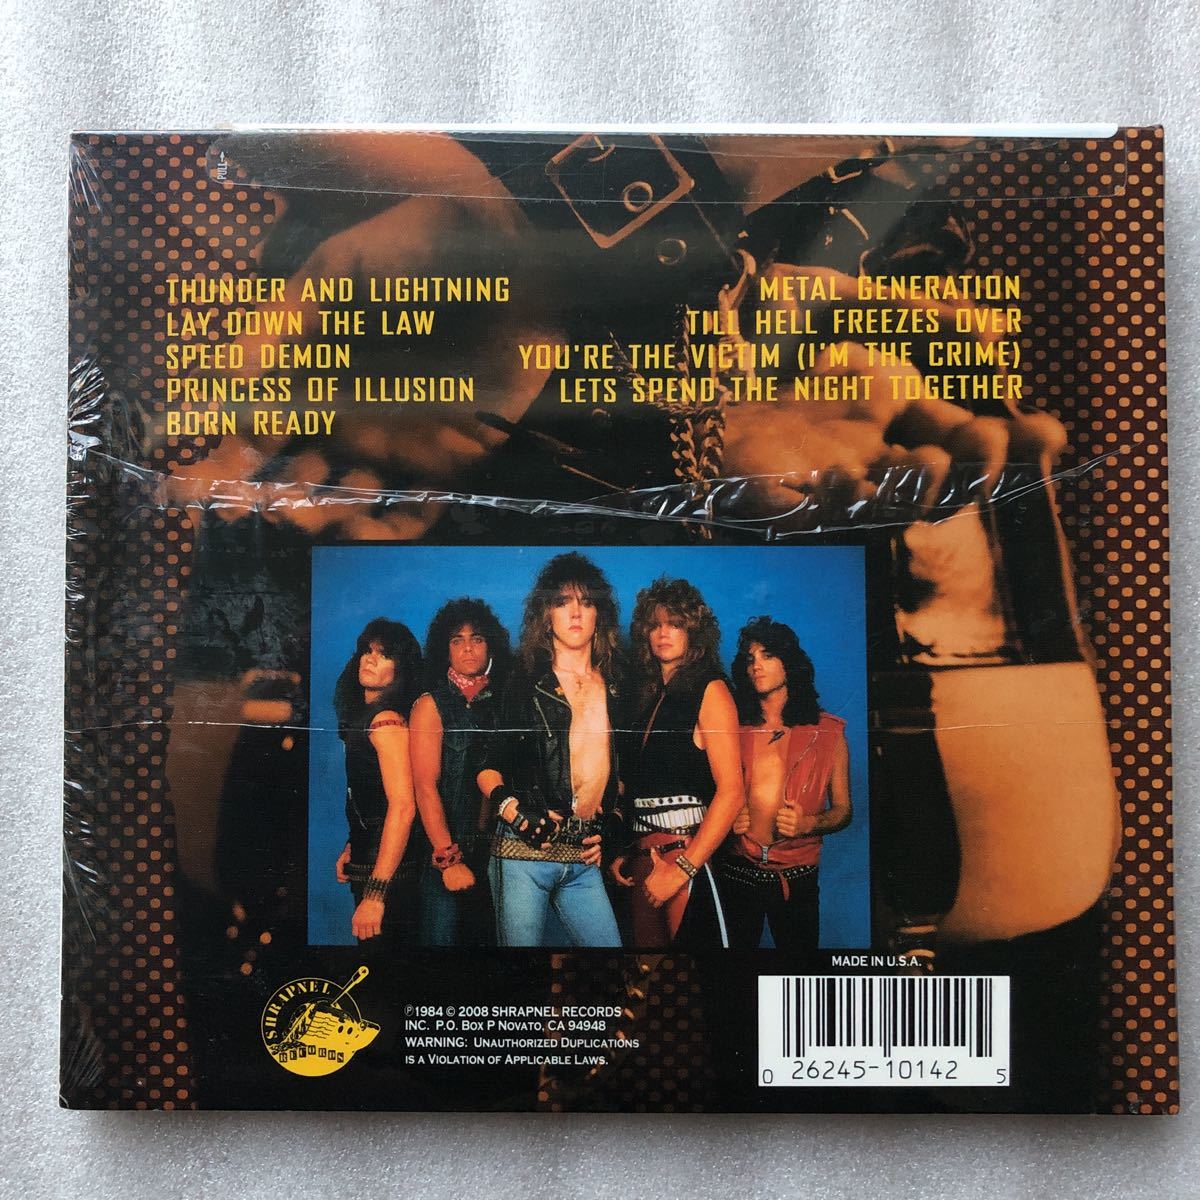 PULL
THUNDER AND LIGHTNING
LAY DOWN THE LAW
SPEED DEMON
PRINCESS OF ILLUSION
BORN READY
METAL GENERATION
TILL HELL FREEZES OVER
YOU'RE THE VICTIM (I'M THE CRIME)
LETS SPEND THE NIGHT TOGETHER
SHRAPNEL
RECORDS
℗1984 © 2008 SHRAPNEL RECORDS
INC. P.O. BOX P NOVATO, CA 94948
WARNING: UNAUTHORIZED DUPLICATIONS
IS A VIOLATION OF APPLICABLE LAWS.
MADE IN U.S.A.
0 26245-10142 5